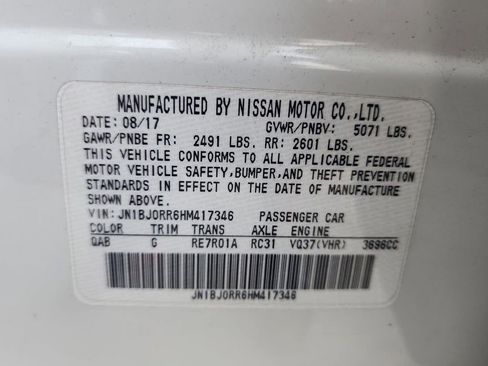 MANUFACTURED BY NISSAN MOTOR CO.,LTD.
DATE: 08/17 GVWR/PNBV: 5071 LBS.
GAWR/PNBE FR: 2491 LBS. RR: 2601 LBS.
THIS VEHICLE CONFORMS TO ALL APPLICABLE FEDERAL
MOTOR VEHICLE SAFETY,BUMPER,AND THEFT PREVENTION
STANDARDS IN EFFECT ON THE DATE OF MANUFACTURE
SHOWN ABOVE.
VIN: JN1BJ0RR6HM417346 PASSENGER CAR
COLOR TRIM TRANS AXLE ENGINE
QAB G RE7R01A RC31 VQ37(VHR) 3696CC
JN1BJ0RR6HM417346